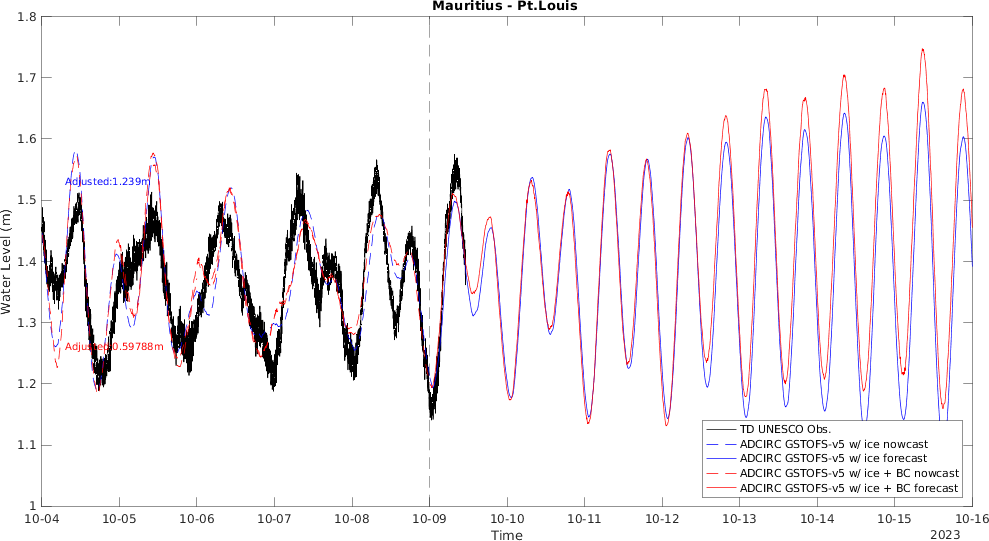 Mauritius - Pt.Louis
1.8
1.7
1.6
1.5
1.4
1.3
1.2
1.1
1
Water Level (m)
Adjusted:1.239m
Adjusted:0.59788m
TD UNESCO Obs.
ADCIRC GSTOFS-v5 w/ ice nowcast
ADCIRC GSTOFS-v5 w/ ice forecast
ADCIRC GSTOFS-v5 w/ ice + BC nowcast
ADCIRC GSTOFS-v5 w/ ice + BC forecast
10-04 10-05 10-06 10-07 10-08 10-09 10-10 10-11 10-12 10-13 10-14 10-15 10-16
Time
2023